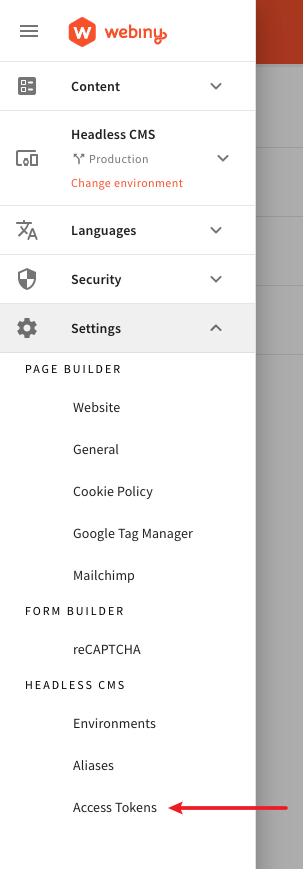 webiny
Content
Headless CMS
Production
Change environment
Languages
Security
Settings
PAGE BUILDER
Website
General
Cookie Policy
Google Tag Manager
Mailchimp
FORM BUILDER
reCAPTCHA
HEADLESS CMS
Environments
Aliases
Access Tokens